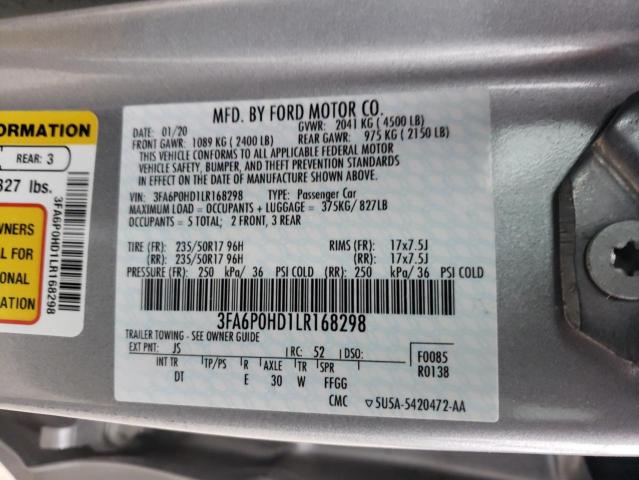 MFD. BY FORD MOTOR CO.
DATE: 01/20 GVWR: 2041 KG ( 4500 LB)
FRONT GAWR: 1089 KG ( 2400 LB) REAR GAWR: 975 KG ( 2150 LB)
THIS VEHICLE CONFORMS TO ALL APPLICABLE FEDERAL MOTOR
VEHICLE SAFETY, BUMPER, AND THEFT PREVENTION STANDARDS
IN EFFECT ON THE DATE OF MANUFACTURE SHOWN ABOVE.
VIN: 3FA6P0HD1LR168298 TYPE: Passenger Car
MAXIMUM LOAD = OCCUPANTS + LUGGAGE = 375KG/ 827LB
OCCUPANTS = 5 TOTAL; 2 FRONT, 3 REAR
TIRE (FR): 235/50R17 96H RIMS (FR): 17x7.5J
(RR): 235/50R17 96H (RR): 17x7.5J
PRESSURE (FR): 250 kPa/ 36 PSI COLD (RR): 250 kPa/ 36 PSI COLD
3FA6P0HD1LR168298
TRAILER TOWING - SEE OWNER GUIDE
EXT PNT: JS RC: 52 DSO: F0085
INT TR TP/PS R AXLE TR SPR R0138
DT E 30 W FFGG
CMC ▽5U5A-5420472-AA
ORMATION
REAR: 3
827 lbs.
WNERS
L FOR
IONAL
TION
3FA6P0HD1LR168298